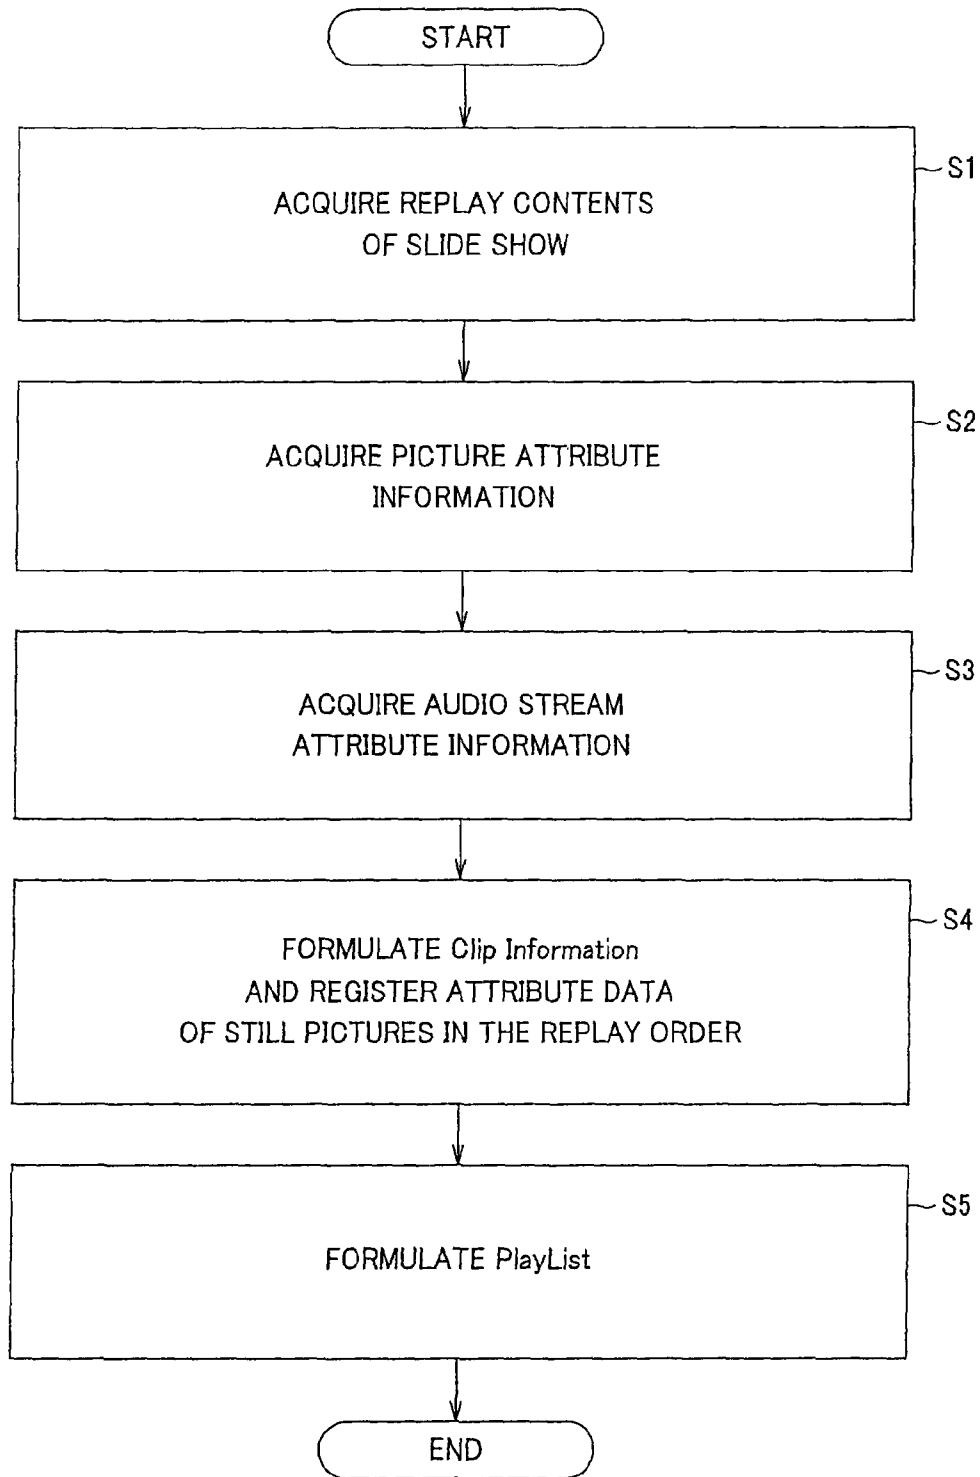 START
ACQUIRE REPLAY CONTENTS
OF SLIDE SHOW
S1
ACQUIRE PICTURE ATTRIBUTE
INFORMATION
S2
ACQUIRE AUDIO STREAM
ATTRIBUTE INFORMATION
S3
FORMULATE Clip Information
AND REGISTER ATTRIBUTE DATA
OF STILL PICTURES IN THE REPLAY ORDER
S4
FORMULATE PlayList
S5
END